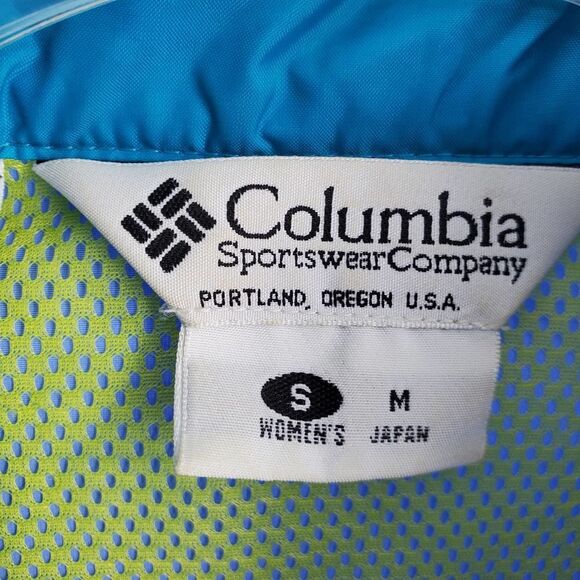 Columbia
SportswearCompany
PORTLAND, OREGON U.S.A.
S M
WOMEN'S JAPAN